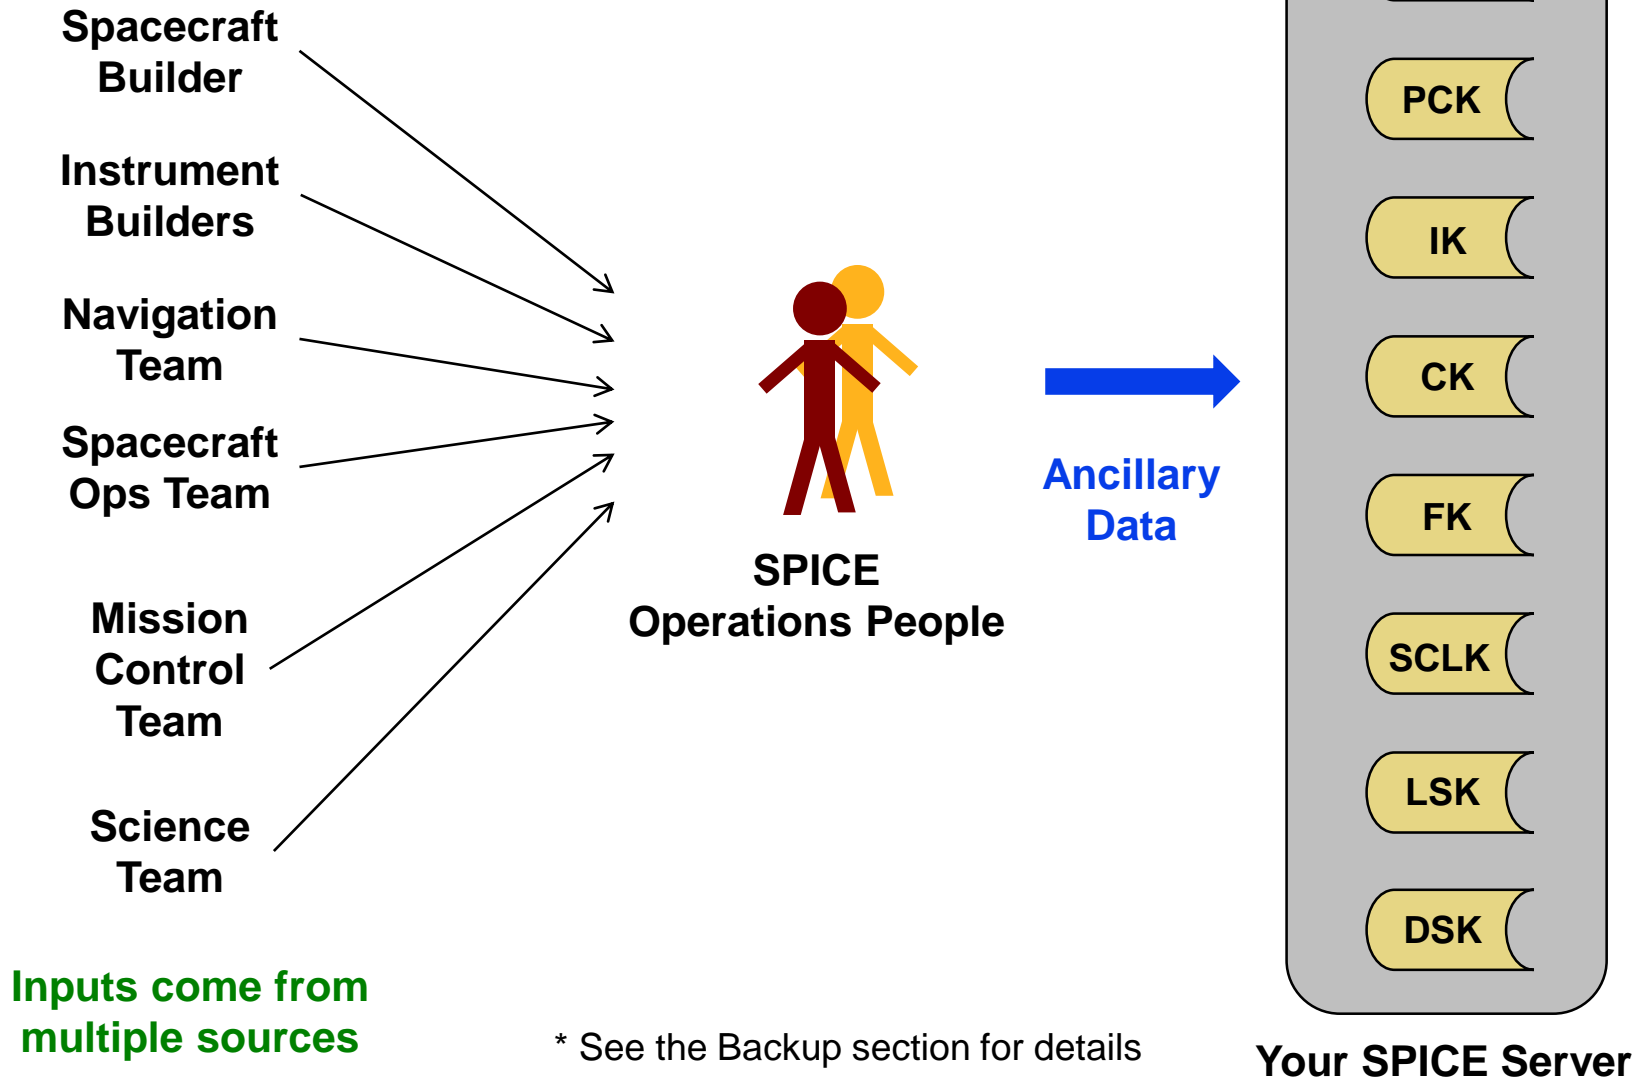 Spacecraft
Builder
Instrument
Builders
Navigation
Team
Spacecraft
Ops Team
Mission
Control
Team
Science
Team
Inputs come from
multiple sources
SPICE
Operations People
* See the Backup section for details
Ancillary
Data
PCK
IK
CK
FK
SCLK
LSK
DSK
Your SPICE Server